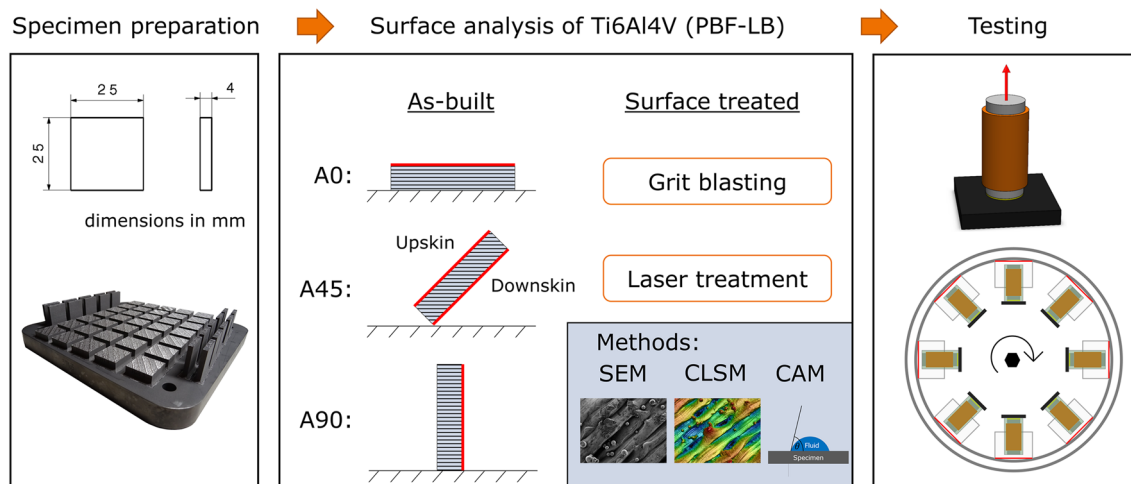 Specimen preparation
Surface analysis of Ti6Al4V (PBF-LB)
Testing
25
4
25
dimensions in mm
As-built
Surface treated
A0:
Grit blasting
Upskin
A45:
Downskin
Laser treatment
Methods:
SEM
CLSM
CAM
A90:
Fluid
Specimen